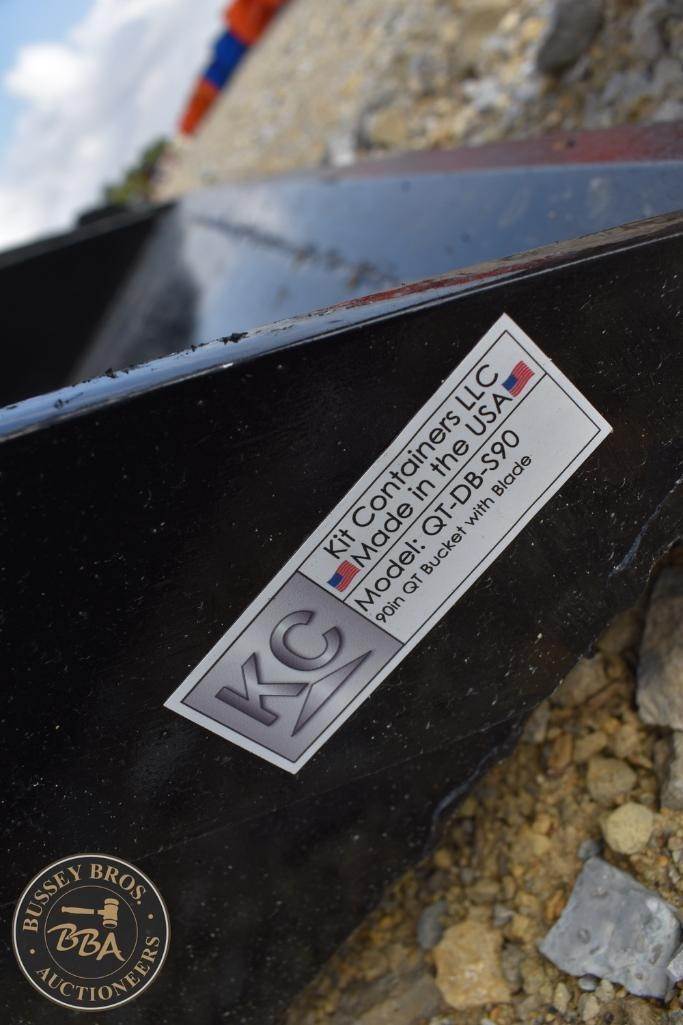 Kit Containers LLC
Made in the USA
Model: QT-DB-S90
90in QT Bucket with Blade
KC
BUSSEY BROS.
BBA
AUCTIONEERS